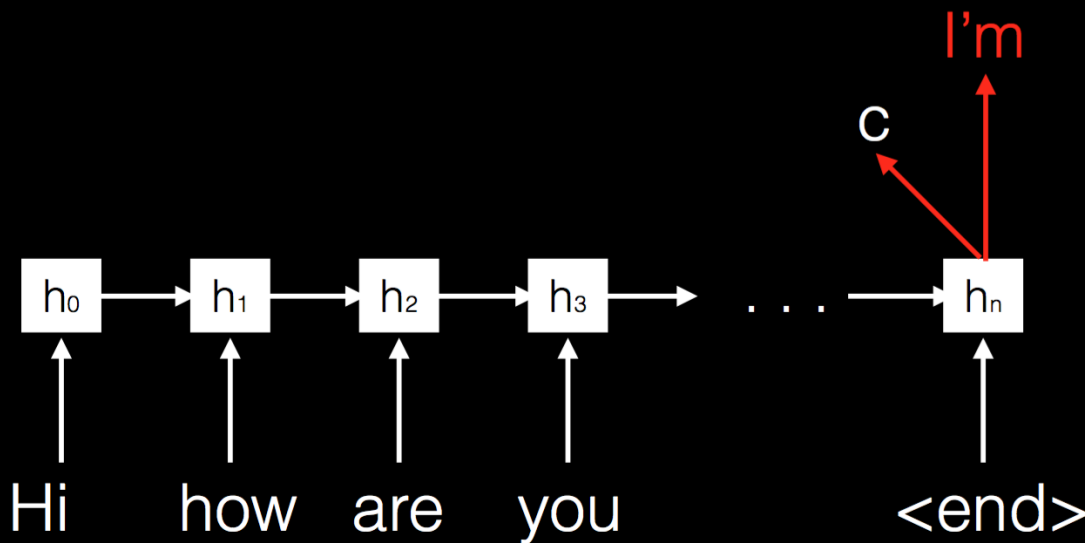 I'm
c
h₀ h₁ h₂ h₃ . . . hₙ
Hi how are you <end>